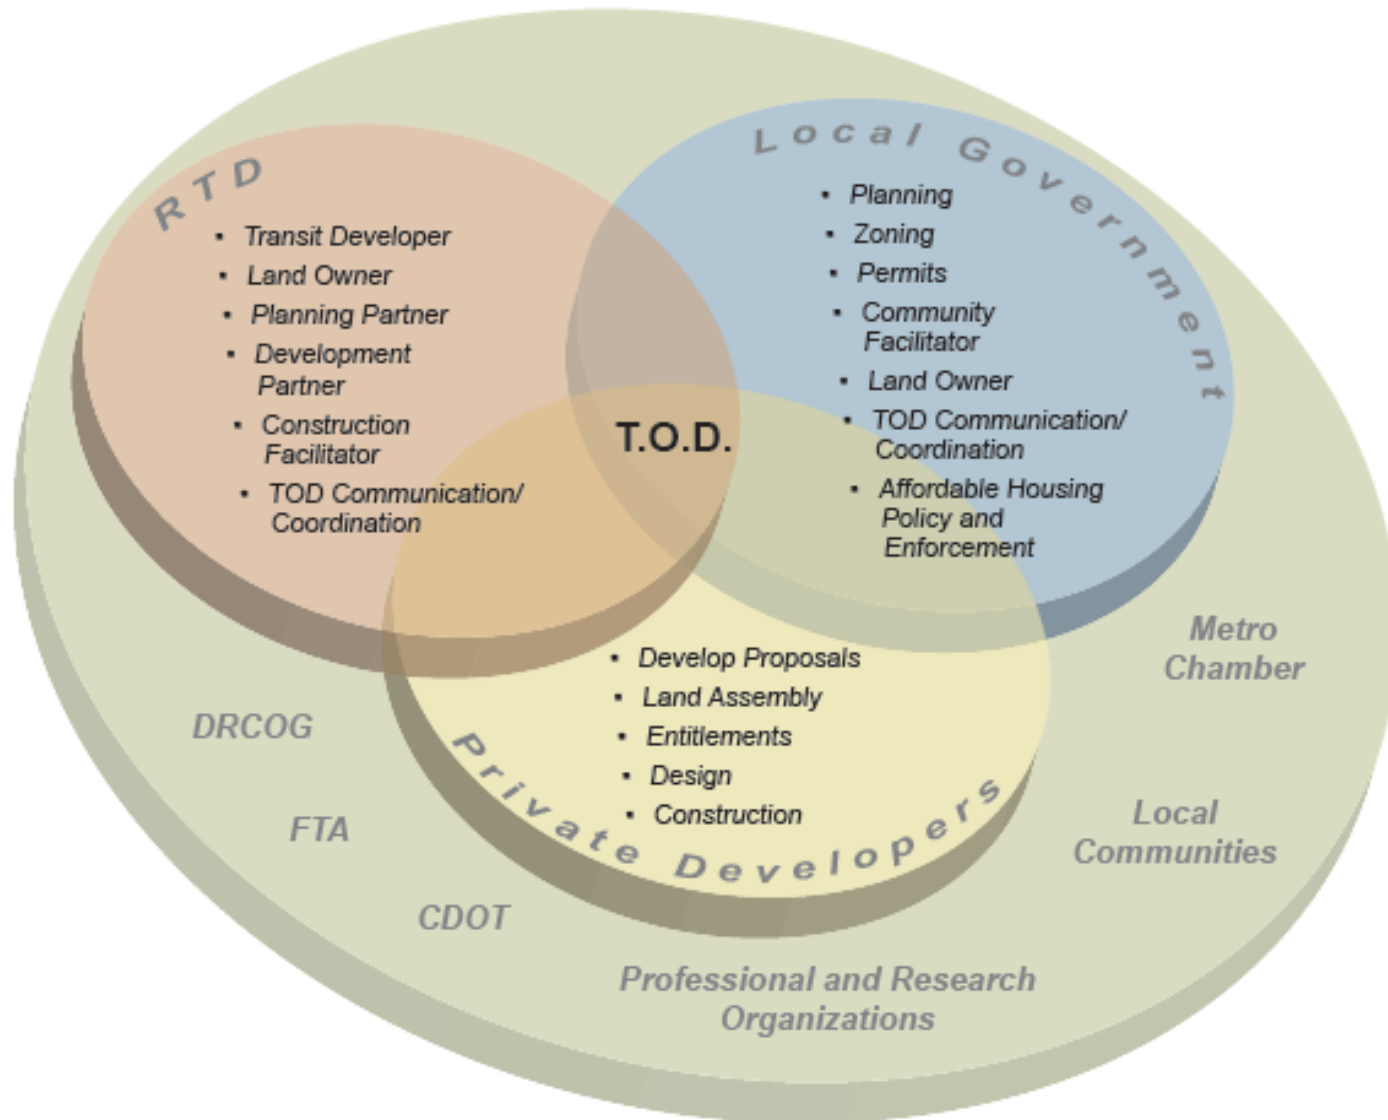 RTD
▪ Transit Developer
▪ Land Owner
▪ Planning Partner
▪ Development
Partner
▪ Construction
Facilitator
▪ TOD Communication/
Coordination
Local Government
▪ Planning
▪ Zoning
▪ Permits
▪ Community
Facilitator
▪ Land Owner
▪ TOD Communication/
Coordination
▪ Affordable Housing
Policy and
Enforcement
T.O.D.
▪ Develop Proposals
▪ Land Assembly
▪ Entitlements
▪ Design
▪ Construction
Private Developers
DRCOG
FTA
CDOT
Professional and Research
Organizations
Local
Communities
Metro
Chamber